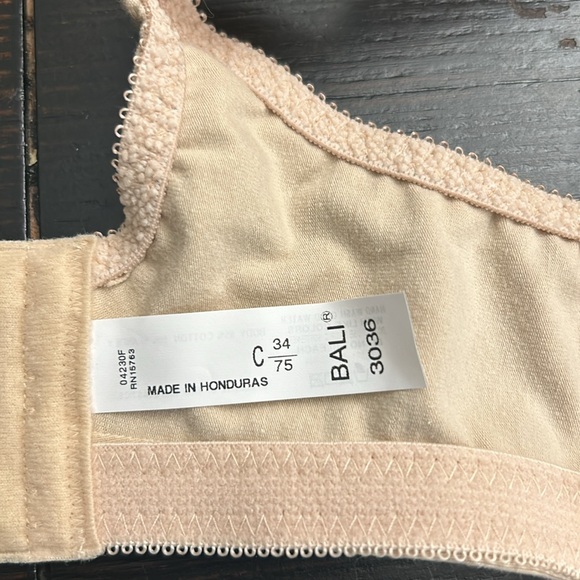 04230F
RN15763
C 34/75
MADE IN HONDURAS
BALI®
3036